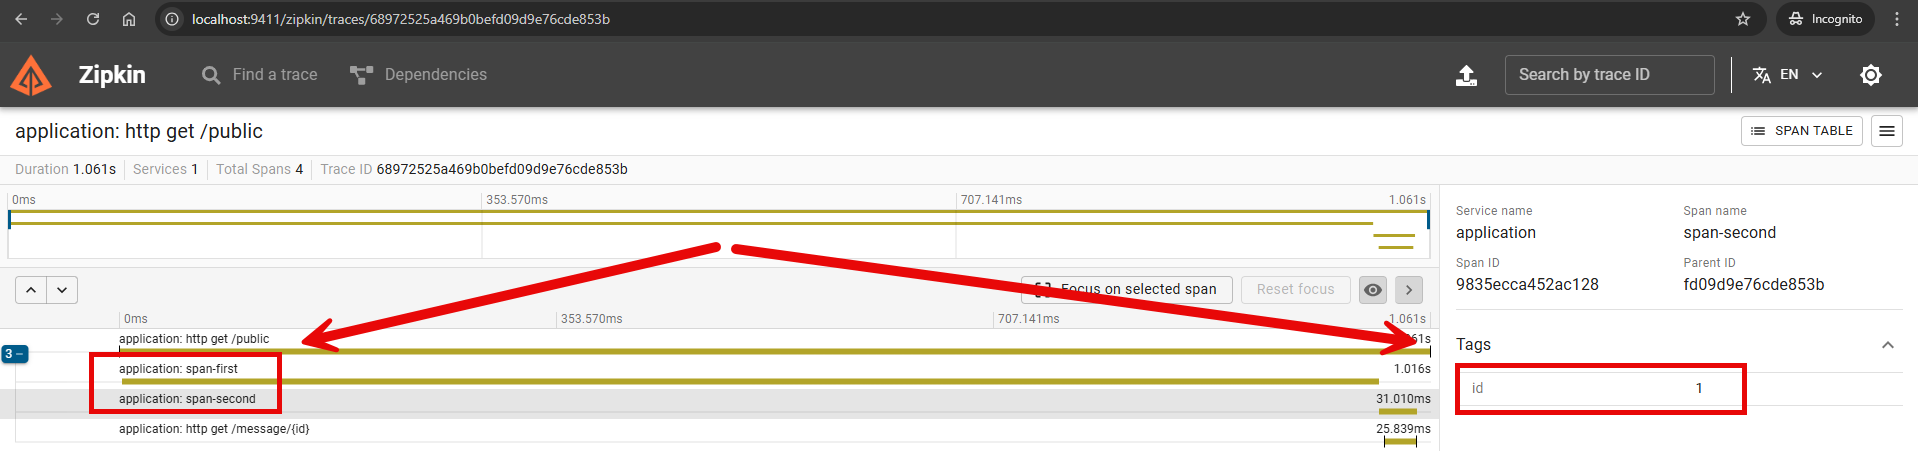 localhost:9411/zipkin/traces/68972525a469b0befd09d9e76cde853b
Incognito
Zipkin
Find a trace
Dependencies
Search by trace ID
EN
application: http get /public
SPAN TABLE
Duration 1.061s Services 1 Total Spans 4 Trace ID 68972525a469b0befd09d9e76cde853b
0ms 353.570ms 707.141ms 1.061s
Focus on selected span
Reset focus
0ms 353.570ms 707.141ms 1.061s
3 −
application: http get /public
application: span-first 1.016s
application: span-second 31.010ms
application: http get /message/{id} 25.839ms
Service name Span name
application span-second
Span ID Parent ID
9835ecca452ac128 fd09d9e76cde853b
Tags
id 1